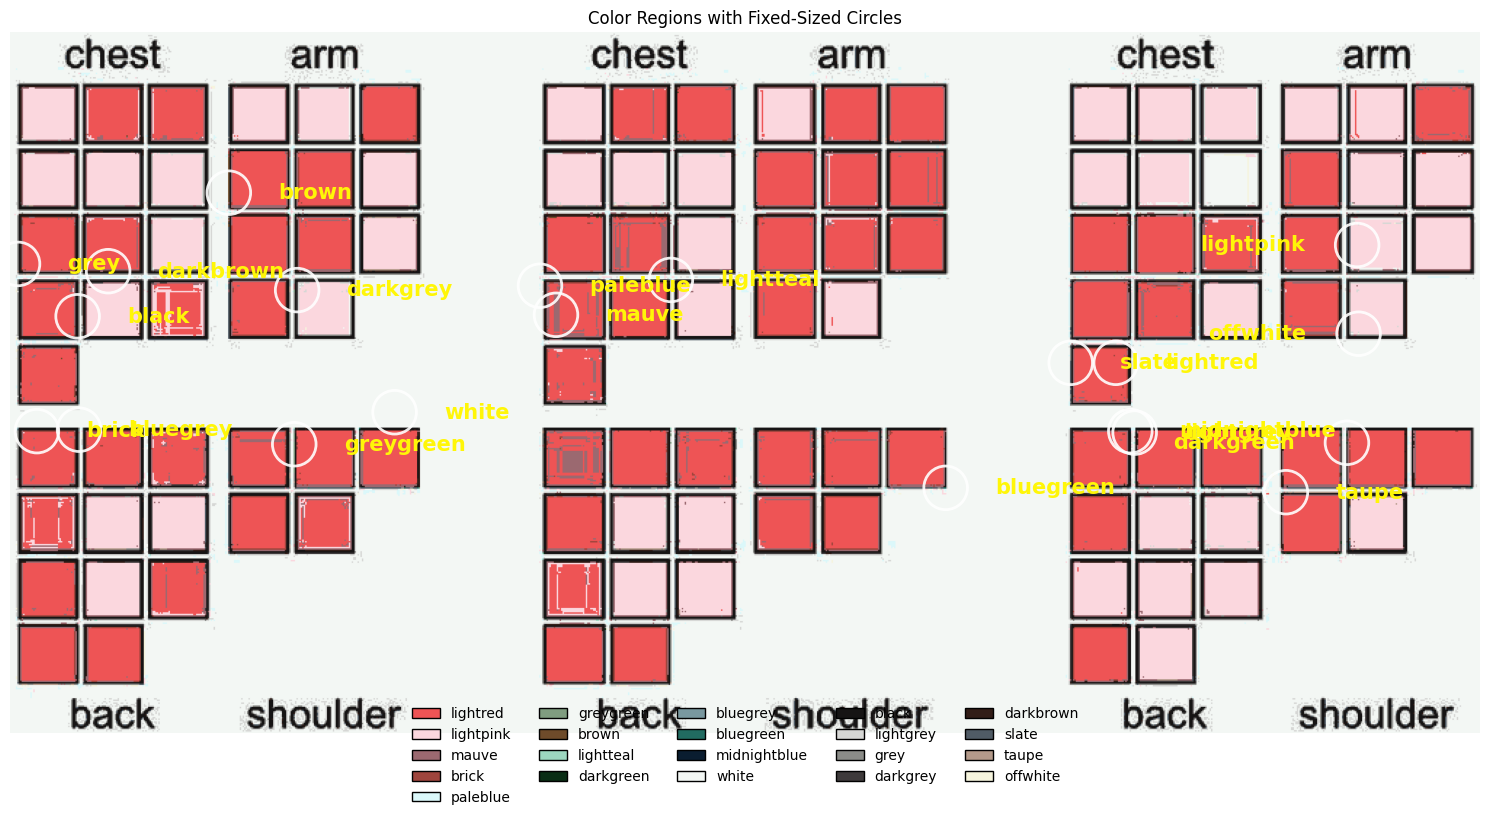 Color Regions with Fixed-Sized Circles
chest arm chest arm chest arm
brown
lightpink
grey darkbrown lightteal
darkgrey paleblue
black mauve
offwhite
slate lightred
white
brick bluegrey midnightblue
greygreen darkgreen
bluegreen taupe
back shoulder back shoulder back shoulder
lightred greygreen bluegrey black darkbrown
lightpink brown bluegreen lightgrey slate
mauve lightteal midnightblue grey taupe
brick darkgreen white darkgrey offwhite
paleblue